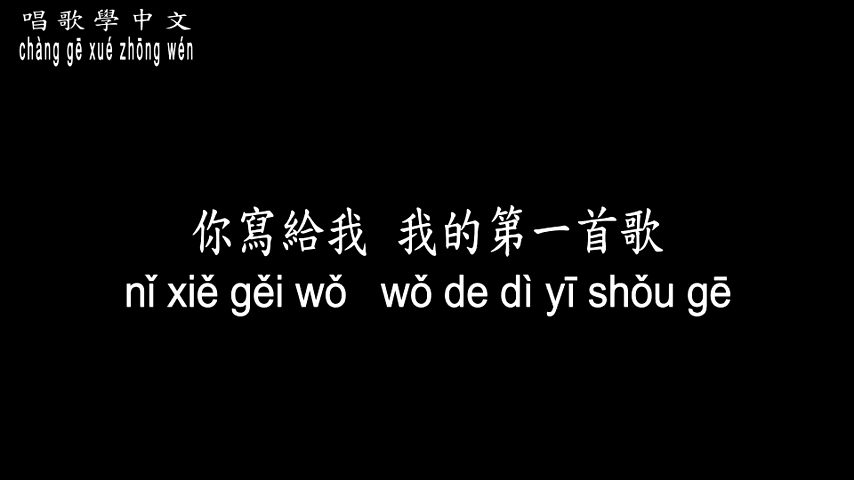 唱歌學中文
chàng gē xué zhōng wén
你寫給我 我的第一首歌
nǐ xiě gěi wǒ wǒ de dì yī shǒu gē